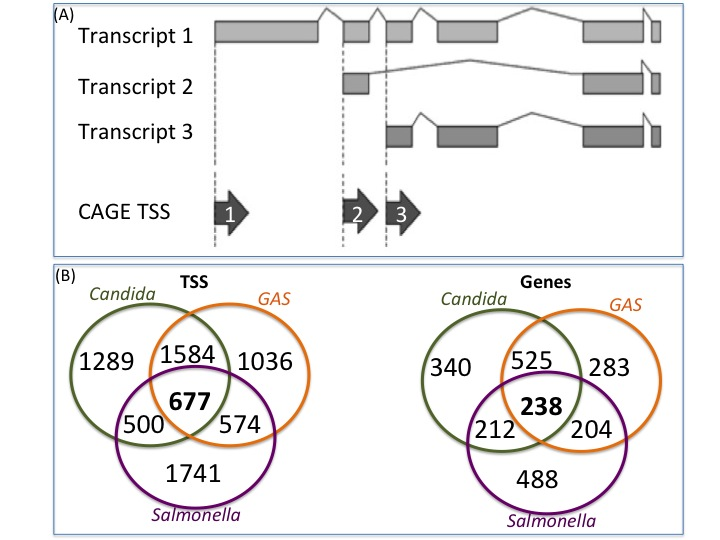 (A)
Transcript 1
Transcript 2
Transcript 3
CAGE TSS
1
2
3
(B)
TSS
Candida
GAS
1289
1584
1036
677
500
574
1741
Salmonella
Genes
Candida
GAS
340
525
283
238
212
204
488
Salmonella